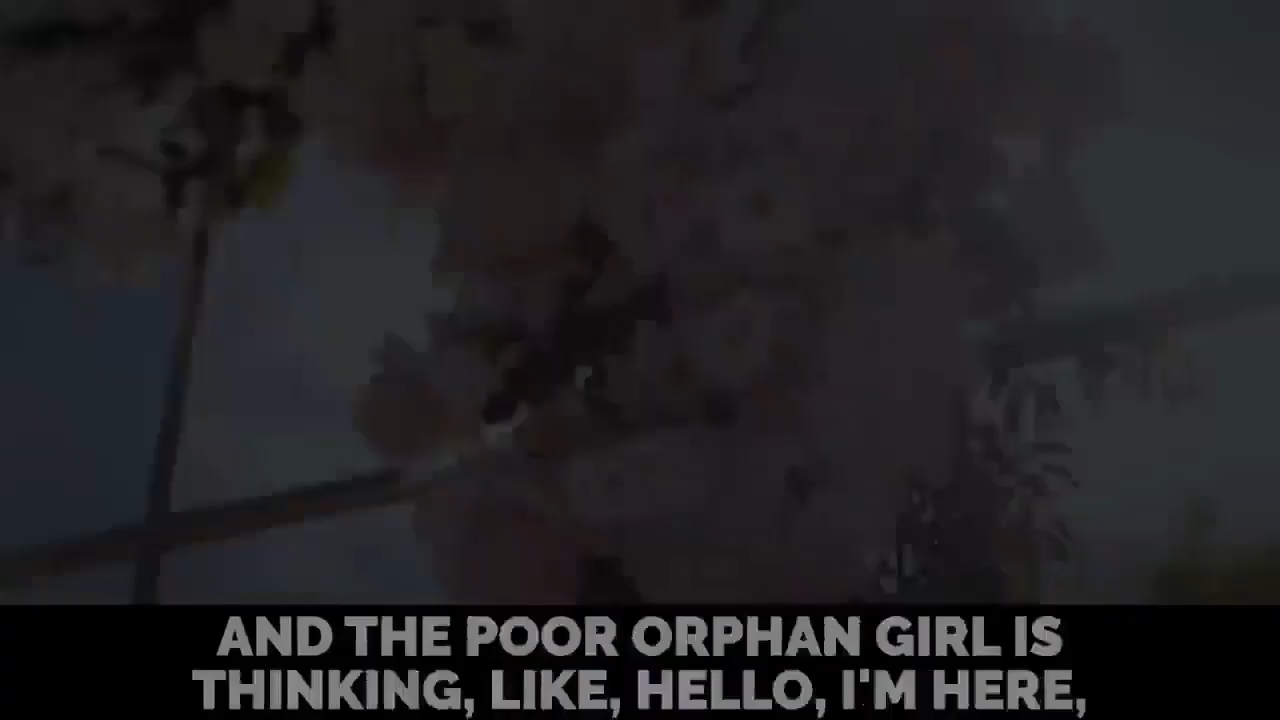 AND THE POOR ORPHAN GIRL IS
THINKING, LIKE, HELLO, I'M HERE,